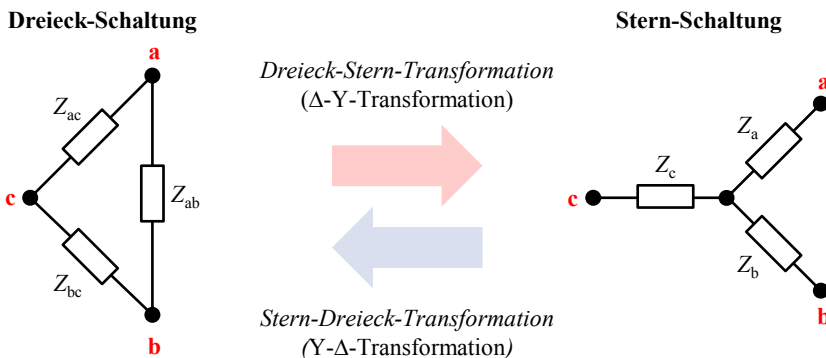 Dreieck-Schaltung
a
Z_ac
c
Z_ab
Z_bc
b
Dreieck-Stern-Transformation
(Δ-Y-Transformation)
Stern-Dreieck-Transformation
(Y-Δ-Transformation)
Stern-Schaltung
a
Z_a
Z_c
c
Z_b
b